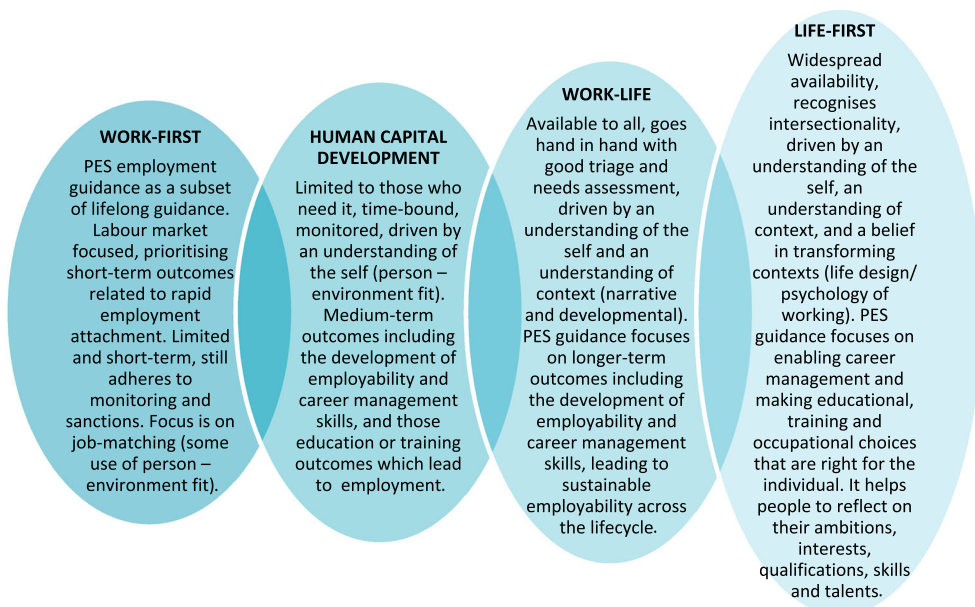 WORK-FIRST
PES employment
guidance as a subset
of lifelong guidance.
Labour market
focused, prioritising
short-term outcomes
related to rapid
employment
attachment. Limited
and short-term, still
adheres to
monitoring and
sanctions. Focus is on
job-matching (some
use of person –
environment fit).
HUMAN CAPITAL
DEVELOPMENT
Limited to those who
need it, time-bound,
monitored, driven by
an understanding of
the self (person –
environment fit).
Medium-term
outcomes including
the development of
employability and
career management
skills, and those
education or training
outcomes which lead
to employment.
WORK-LIFE
Available to all, goes
hand in hand with
good triage and
needs assessment,
driven by an
understanding of the
self and an
understanding of
context (narrative
and developmental).
PES guidance focuses
on longer-term
outcomes including
the development of
employability and
career management
skills, leading to
sustainable
employability across
the lifecycle.
LIFE-FIRST
Widespread
availability,
recognises
intersectionality,
driven by an
understanding of the
self, an
understanding of
context, and a belief
in transforming
contexts (life design/
psychology of
working). PES
guidance focuses on
enabling career
management and
making educational,
training and
occupational choices
that are right for the
individual. It helps
people to reflect on
their ambitions,
interests,
qualifications, skills
and talents.